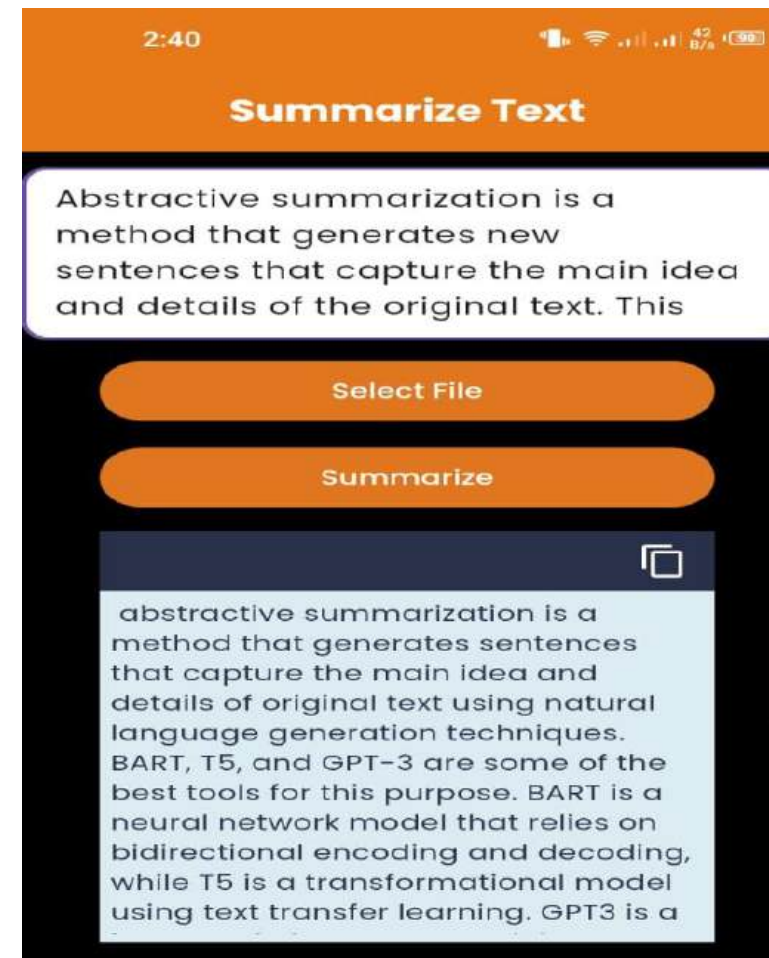 2:40
42
B/s
90
Summarize Text
Abstractive summarization is a
method that generates new
sentences that capture the main idea
and details of the original text. This
Select File
Summarize
abstractive summarization is a
method that generates sentences
that capture the main idea and
details of original text using natural
language generation techniques.
BART, T5, and GPT-3 are some of the
best tools for this purpose. BART is a
neural network model that relies on
bidirectional encoding and decoding,
while T5 is a transformational model
using text transfer learning. GPT3 is a